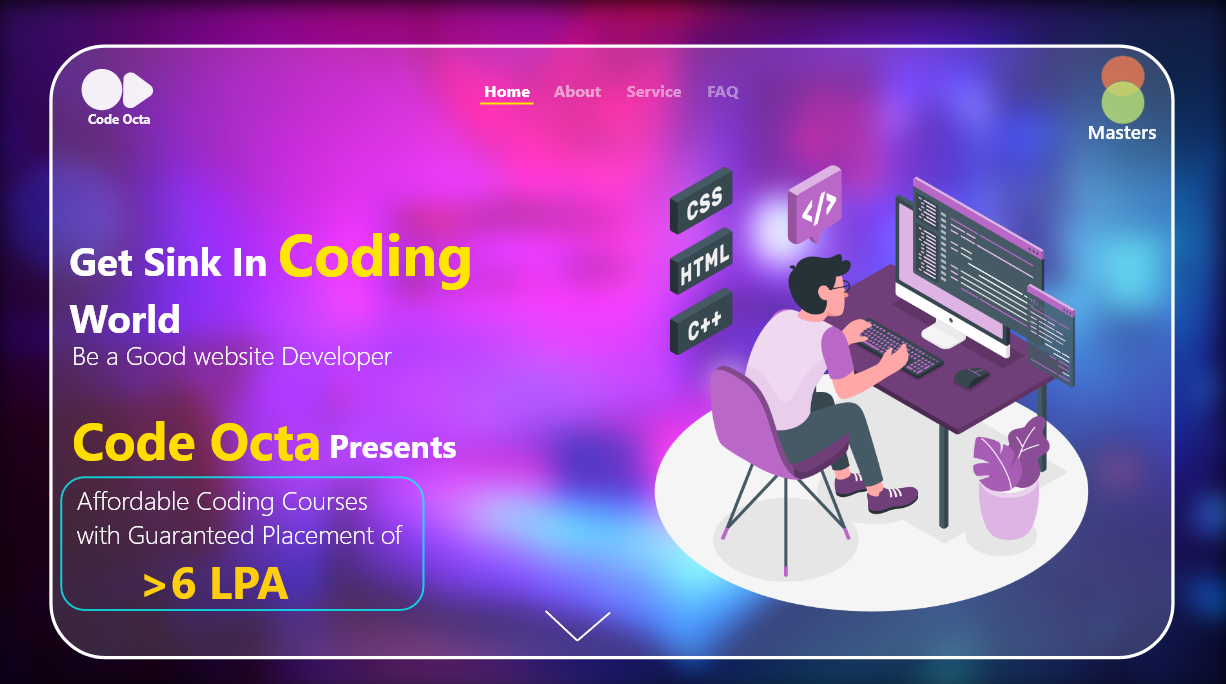 Code Octa
Home About Service FAQ
Masters
Get Sink In Coding
World
Be a Good website Developer
Code Octa Presents
Affordable Coding Courses
with Guaranteed Placement of
>6 LPA
CSS
HTML
C++
</>